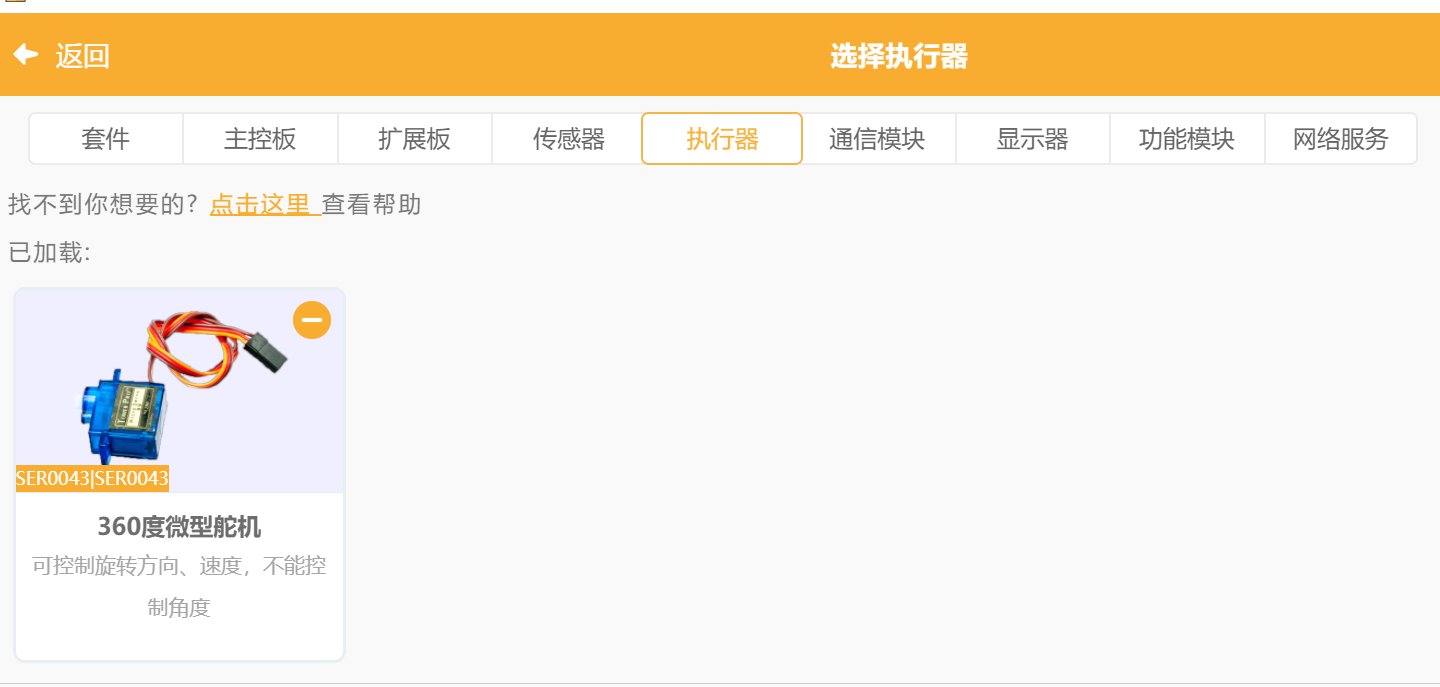 返回
选择执行器
套件 主控板 扩展板 传感器 执行器 通信模块 显示器 功能模块 网络服务
找不到你想要的? 点击这里 查看帮助
已加载:
SER0043|SER0043
360度微型舵机
可控制旋转方向、速度，不能控
制角度